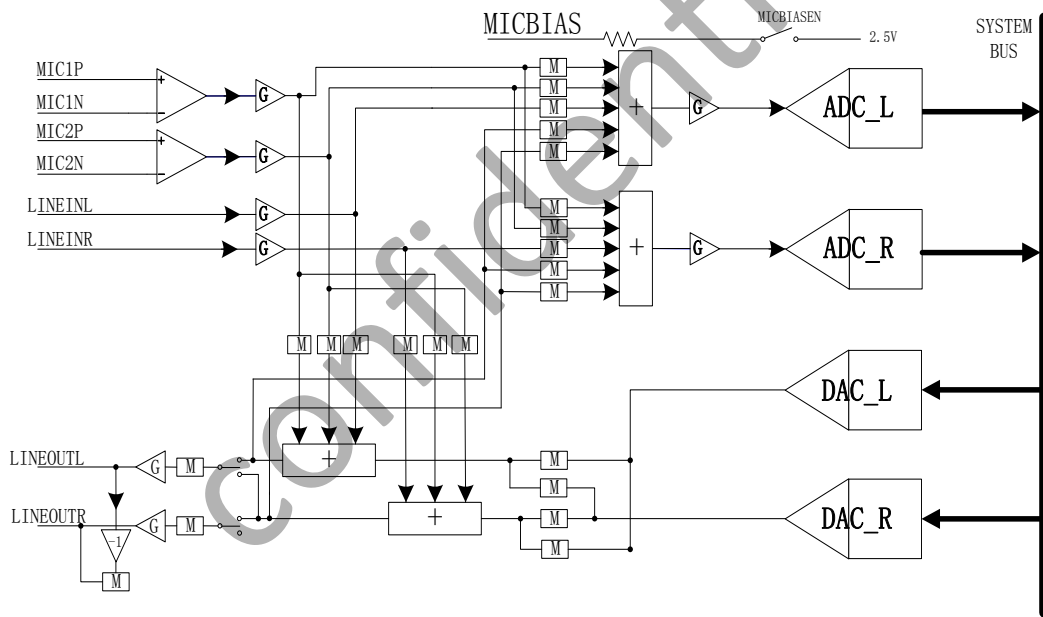 MICBIAS
MICBIASEN
2.5V
SYSTEM
BUS
MIC1P
MIC1N
MIC2P
MIC2N
LINEINL
LINEINR
+
-
+
-
G
G
G
G
M
M
M
M
M
+
G
ADC_L
M
M
M
M
M
+
G
ADC_R
M
M
M
M
M
M
DAC_L
LINEOUTL
G
M
+
M
M
LINEOUTR
G
M
+
M
M
DAC_R
-1
M
confidenti